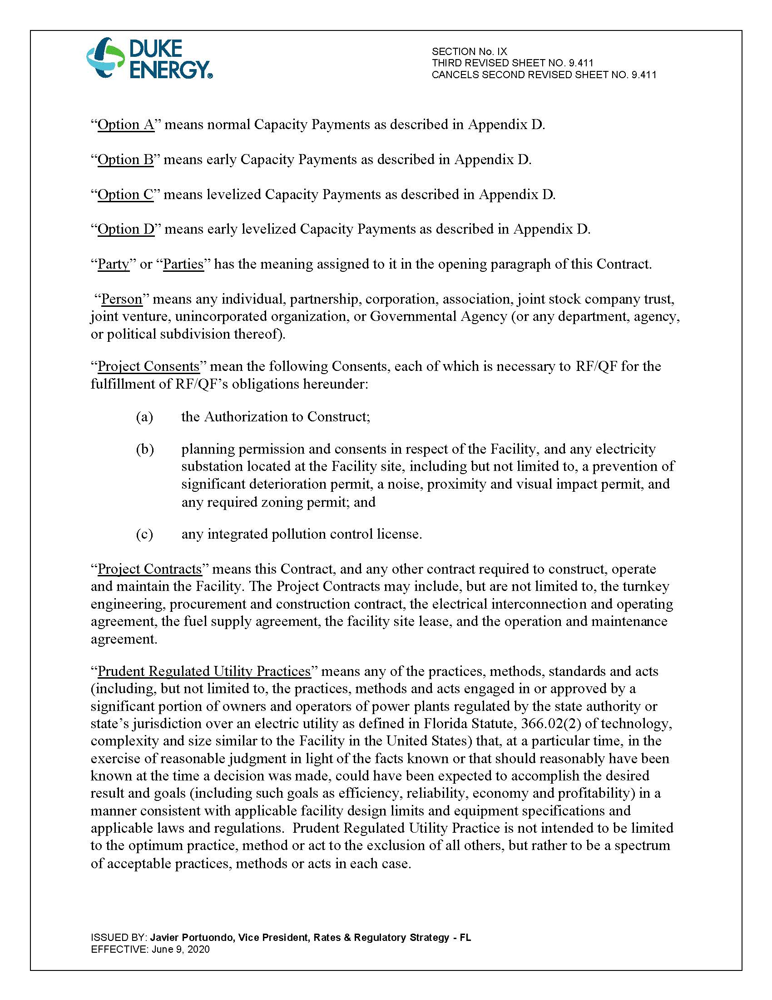 DUKE
ENERGY®
SECTION No. IX
THIRD REVISED SHEET NO. 9.411
CANCELS SECOND REVISED SHEET NO. 9.411
“Option A” means normal Capacity Payments as described in Appendix D.
“Option B” means early Capacity Payments as described in Appendix D.
“Option C” means levelized Capacity Payments as described in Appendix D.
“Option D” means early levelized Capacity Payments as described in Appendix D.
“Party” or “Parties” has the meaning assigned to it in the opening paragraph of this Contract.
“Person” means any individual, partnership, corporation, association, joint stock company trust,
joint venture, unincorporated organization, or Governmental Agency (or any department, agency,
or political subdivision thereof).
“Project Consents” mean the following Consents, each of which is necessary to RF/QF for the
fulfillment of RF/QF’s obligations hereunder:
(a) the Authorization to Construct;
(b) planning permission and consents in respect of the Facility, and any electricity
substation located at the Facility site, including but not limited to, a prevention of
significant deterioration permit, a noise, proximity and visual impact permit, and
any required zoning permit; and
(c) any integrated pollution control license.
“Project Contracts” means this Contract, and any other contract required to construct, operate
and maintain the Facility. The Project Contracts may include, but are not limited to, the turnkey
engineering, procurement and construction contract, the electrical interconnection and operating
agreement, the fuel supply agreement, the facility site lease, and the operation and maintenance
agreement.
“Prudent Regulated Utility Practices” means any of the practices, methods, standards and acts
(including, but not limited to, the practices, methods and acts engaged in or approved by a
significant portion of owners and operators of power plants regulated by the state authority or
state’s jurisdiction over an electric utility as defined in Florida Statute, 366.02(2) of technology,
complexity and size similar to the Facility in the United States) that, at a particular time, in the
exercise of reasonable judgment in light of the facts known or that should reasonably have been
known at the time a decision was made, could have been expected to accomplish the desired
result and goals (including such goals as efficiency, reliability, economy and profitability) in a
manner consistent with applicable facility design limits and equipment specifications and
applicable laws and regulations.  Prudent Regulated Utility Practice is not intended to be limited
to the optimum practice, method or act to the exclusion of all others, but rather to be a spectrum
of acceptable practices, methods or acts in each case.
ISSUED BY: Javier Portuondo, Vice President, Rates & Regulatory Strategy - FL
EFFECTIVE: June 9, 2020